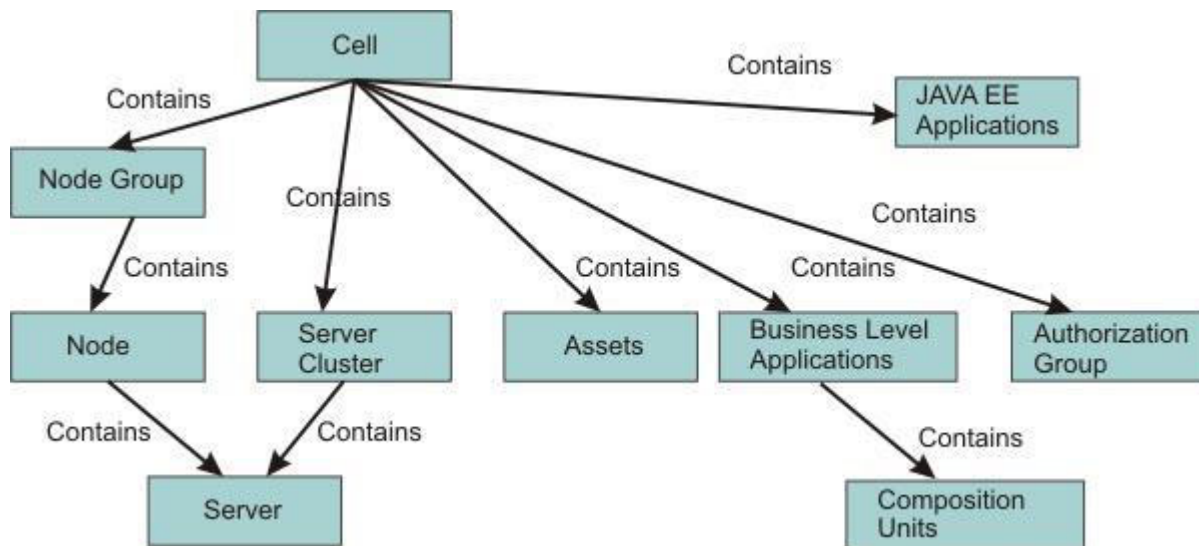 Cell
Contains
JAVA EE
Applications
Contains
Node Group
Contains
Contains
Contains
Contains
Contains
Node
Server
Cluster
Assets
Business Level
Applications
Authorization
Group
Contains
Contains
Contains
Server
Composition
Units